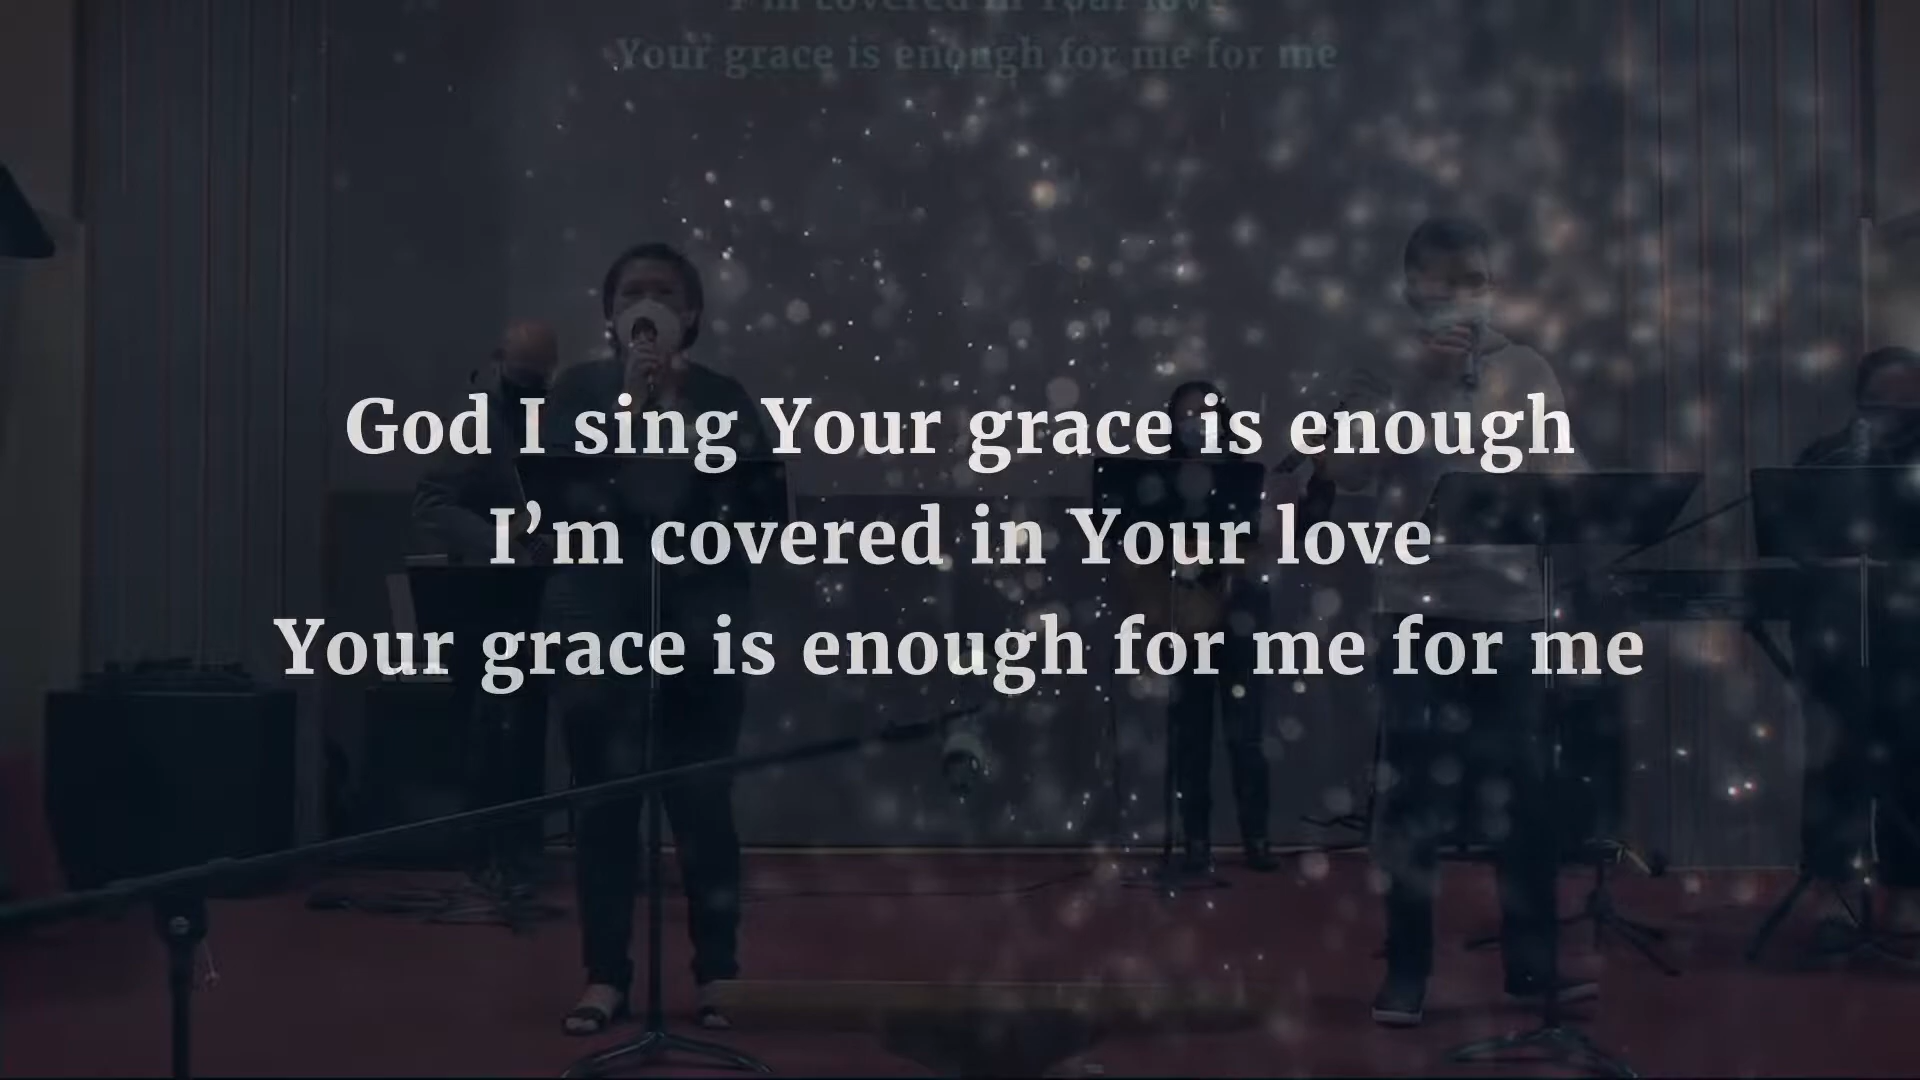 I'm covered in Your love
Your grace is enough for me for me
God I sing Your grace is enough
I’m covered in Your love
Your grace is enough for me for me